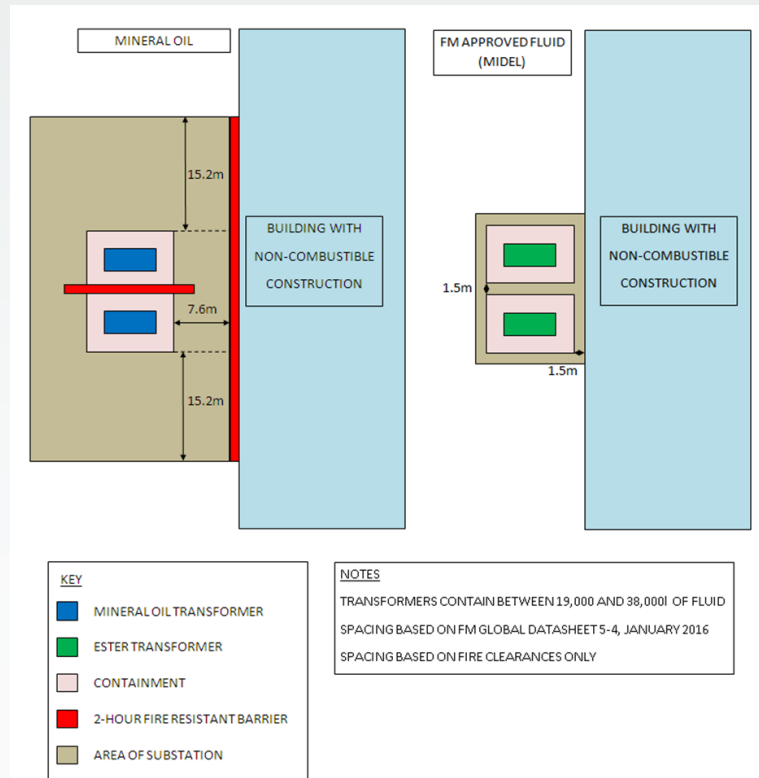 MINERAL OIL
FM APPROVED FLUID
(MIDEL)
15.2m
BUILDING WITH
NON-COMBUSTIBLE
CONSTRUCTION
7.6m
15.2m
BUILDING WITH
NON-COMBUSTIBLE
CONSTRUCTION
1.5m
1.5m
KEY
MINERAL OIL TRANSFORMER
ESTER TRANSFORMER
CONTAINMENT
2-HOUR FIRE RESISTANT BARRIER
AREA OF SUBSTATION
NOTES
TRANSFORMERS CONTAIN BETWEEN 19,000 AND 38,000l OF FLUID
SPACING BASED ON FM GLOBAL DATASHEET 5-4, JANUARY 2016
SPACING BASED ON FIRE CLEARANCES ONLY